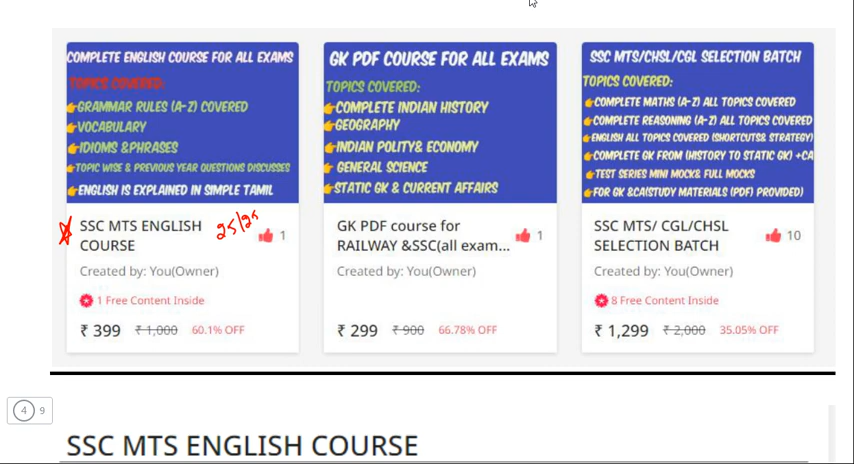 COMPLETE ENGLISH COURSE FOR ALL EXAMS
TOPICS COVERED:
GRAMMAR RULES (A-Z) COVERED
VOCABULARY
IDIOMS &PHRASES
TOPIC WISE & PREVIOUS YEAR QUESTIONS DISCUSSES
ENGLISH IS EXPLAINED IN SIMPLE TAMIL
SSC MTS ENGLISH
COURSE
25/25
1
Created by: You(Owner)
1 Free Content Inside
₹ 399 ₹ 1,000 60.1% OFF
GK PDF COURSE FOR ALL EXAMS
TOPICS COVERED:
COMPLETE INDIAN HISTORY
GEOGRAPHY
INDIAN POLITY& ECONOMY
GENERAL SCIENCE
STATIC GK & CURRENT AFFAIRS
GK PDF course for
RAILWAY &SSC(all exam...
1
Created by: You(Owner)
₹ 299 ₹ 900 66.78% OFF
SSC MTS/CHSL/CGL SELECTION BATCH
TOPICS COVERED:
COMPLETE MATHS (A-Z) ALL TOPICS COVERED
COMPLETE REASONING (A-Z) ALL TOPICS COVERED
ENGLISH ALL TOPICS COVERED (SHORTCUTS& STRATEGY)
COMPLETE GK FROM (HISTORY TO STATIC GK) +CA
TEST SERIES MINI MOCK& FULL MOCKS
FOR GK &CA(STUDY MATERIALS (PDF) PROVIDED)
SSC MTS/ CGL/CHSL
SELECTION BATCH
10
Created by: You(Owner)
8 Free Content Inside
₹ 1,299 ₹ 2,000 35.05% OFF
4 9
SSC MTS ENGLISH COURSE